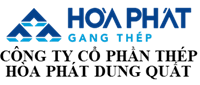 HÒA PHÁT
GANG THÉP
CÔNG TY CỔ PHẦN THÉP
HÒA PHÁT DUNG QUẤT